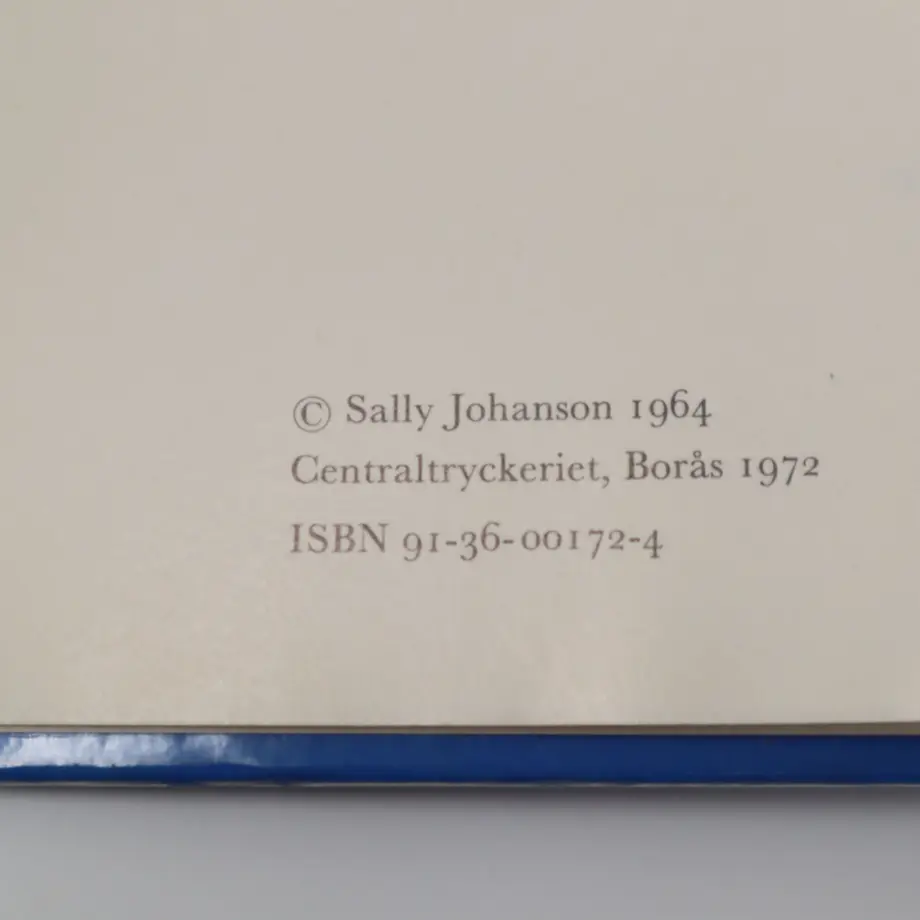 © Sally Johanson 1964
Centraltryckeriet, Borås 1972
ISBN 91-36-00172-4